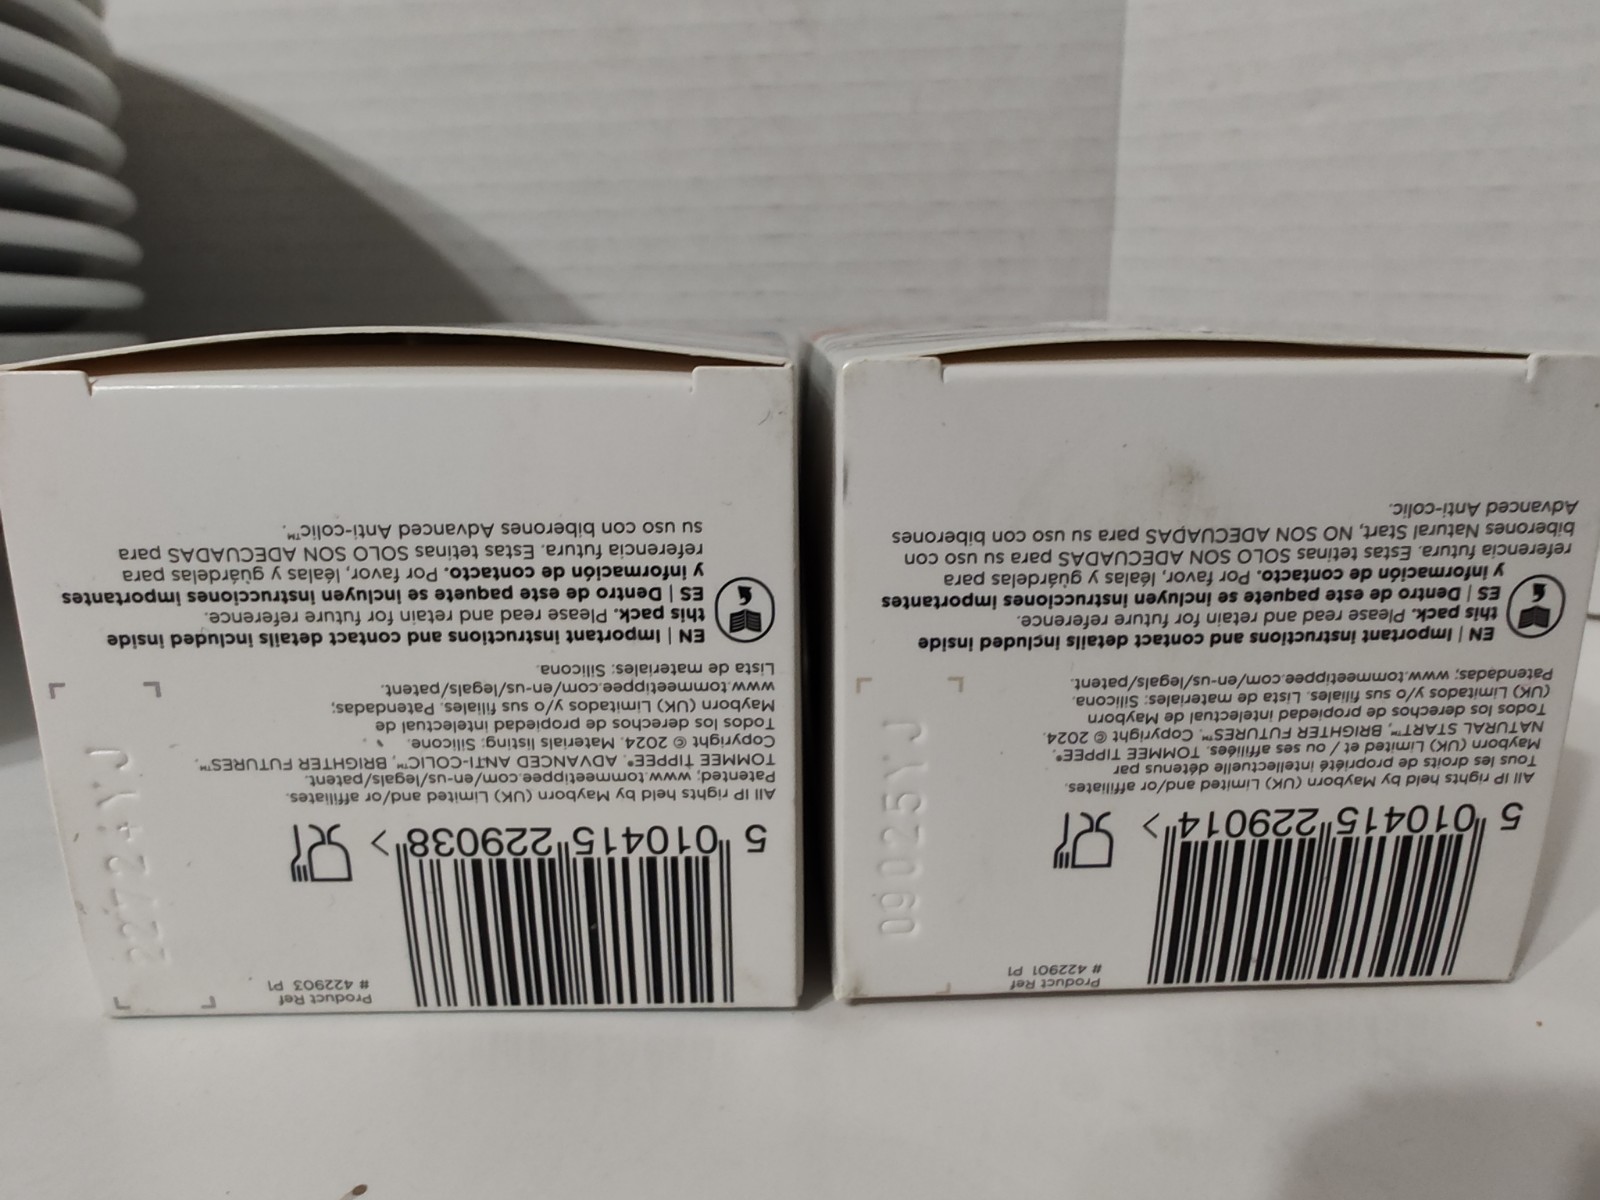 Product Ref
# 422903 P1
5 010415 229038 >
22724YJ
All IP rights held by Mayborn (UK) Limited and/or affiliates.
Patented; www.tommeetippee.com/en-us/legals/patent.
TOMMEE TIPPEE®, ADVANCED ANTI-COLIC™, BRIGHTER FUTURES™
Copyright © 2024. Materials listing: Silicone.
Todos los derechos de propiedad intelectual de
Mayborn (UK) Limitados y/o sus filiales. Patendadas;
www.tommeetippee.com/en-us/legals/patent.
Lista de materiales: Silicona.
EN | Important instructions and contact details included inside
this pack. Please read and retain for future reference.
ES | Dentro de este paquete se incluyen instrucciones importantes
y información de contacto. Por favor, léalas y guárdelas para
referencia futura. Estas tetinas SOLO SON ADECUADAS para
su uso con biberones Advanced Anti-colic™.
Product Ref
# 422901 P1
5 010415 229014 >
09025YJ
All IP rights held by Mayborn (UK) Limited and/or affiliates.
Tous les droits de propriété intellectuelle détenus par
Mayborn (UK) Limited et / ou ses affiliées. TOMMEE TIPPEE®
NATURAL START™, BRIGHTER FUTURES™. Copyright © 2024.
Todos los derechos de propiedad intelectual de Mayborn
(UK) Limitados y/o sus filiales. Lista de materiales: Silicona.
Patendadas; www.tommeetippee.com/en-us/legals/patent.
EN | Important instructions and contact details included inside
this pack. Please read and retain for future reference.
ES | Dentro de este paquete se incluyen instrucciones importantes
y información de contacto. Por favor, léalas y guárdelas para
referencia futura. Estas tetinas SOLO SON ADECUADAS para su uso con
biberones Natural Start, NO SON ADECUADAS para su uso con biberones
Advanced Anti-colic.